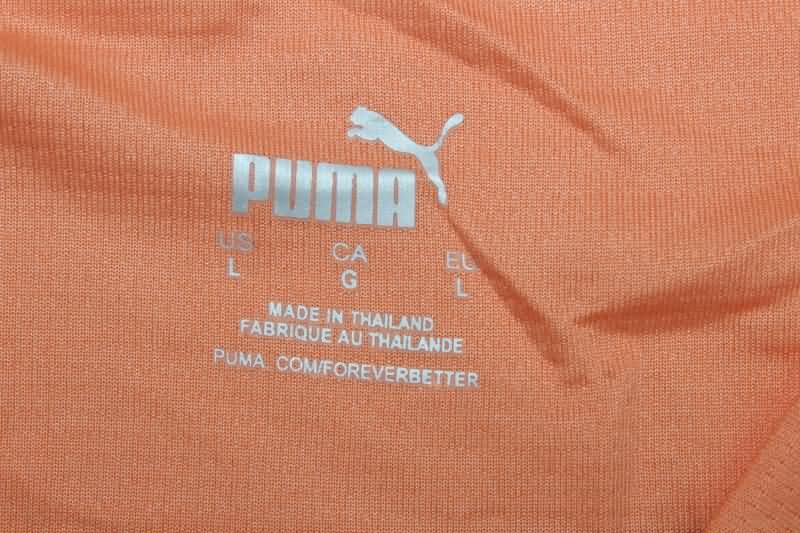 PUMA
US CA EU
L G L
MADE IN THAILAND
FABRIQUE AU THAILANDE
PUMA. COM/FOREVERBETTER